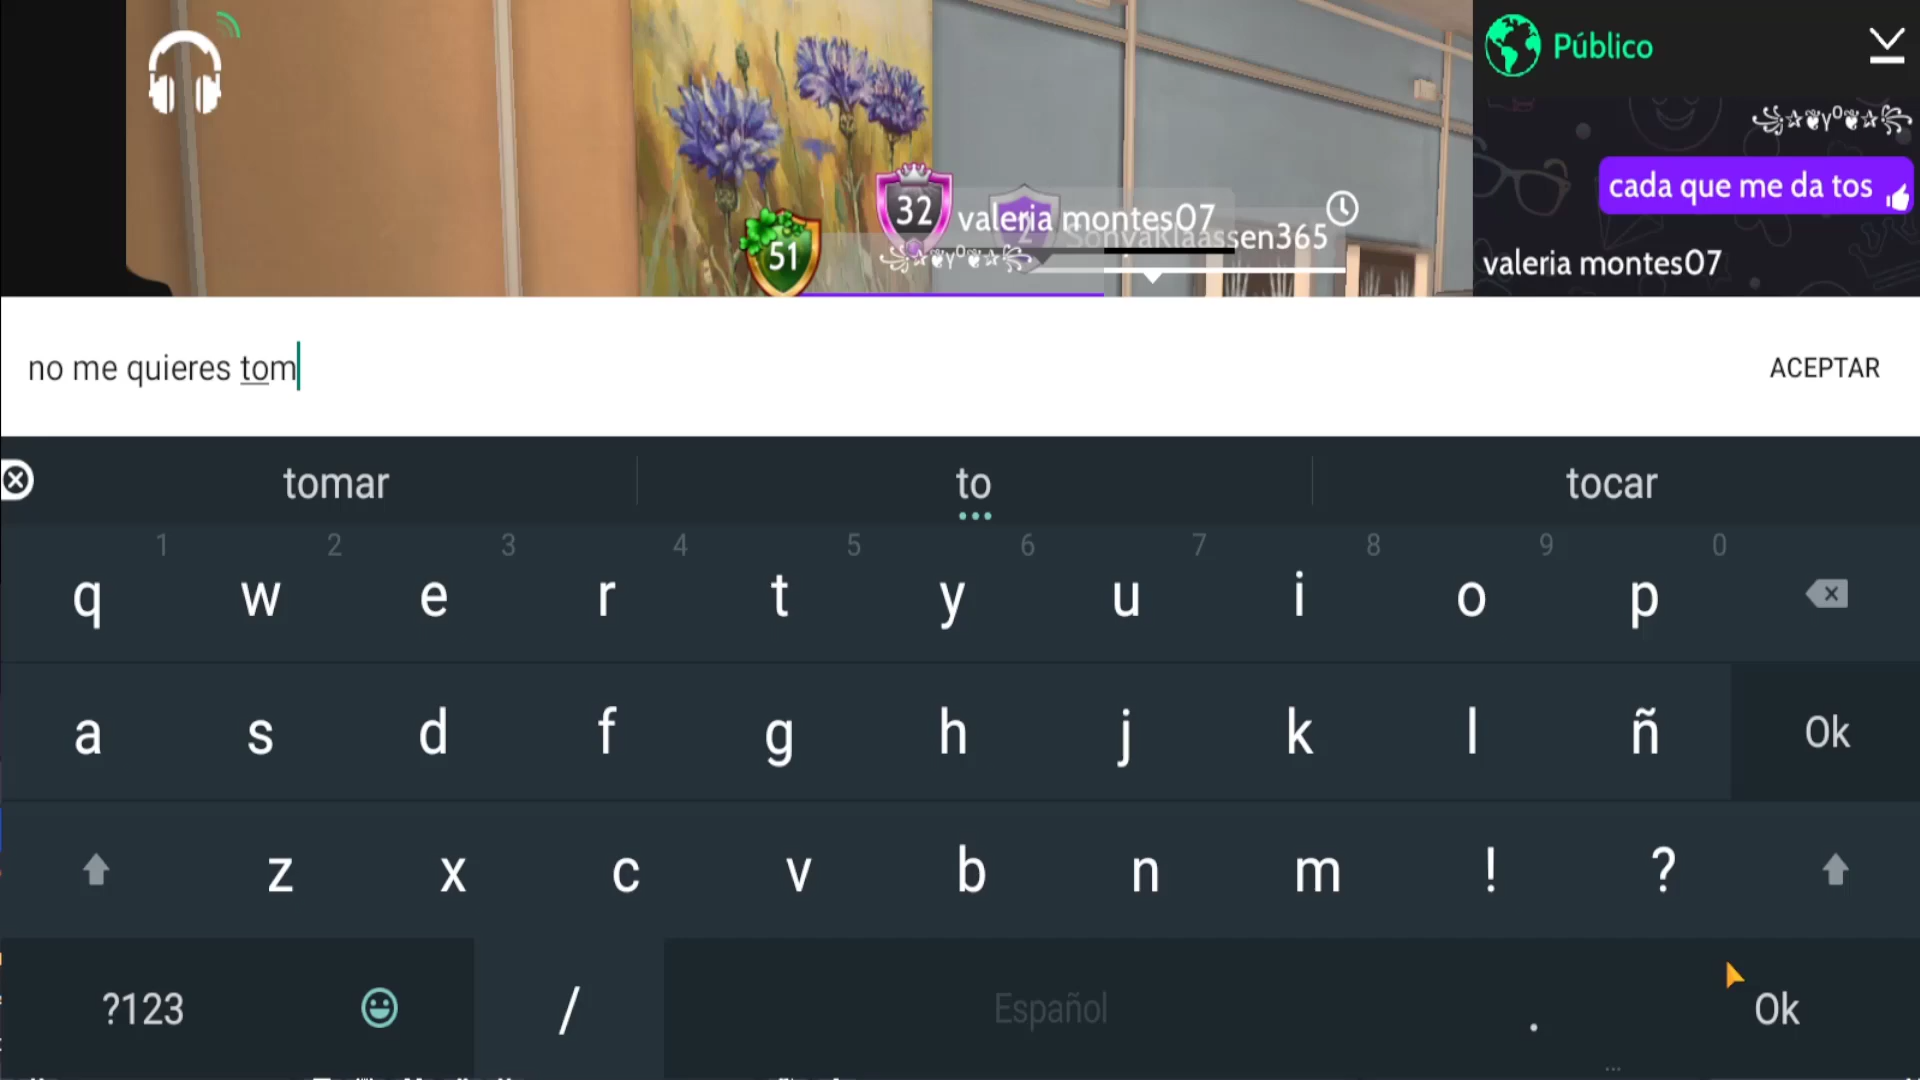 Público
cada que me da tos
valeria montes07
32
valeria montes07
51
no me quieres tom
ACEPTAR
tomar
to
tocar
1 2 3 4 5 6 7 8 9 0
q w e r t y u i o p
a s d f g h j k l ñ
Ok
z x c v b n m ! ?
?123
/
Español
.
Ok